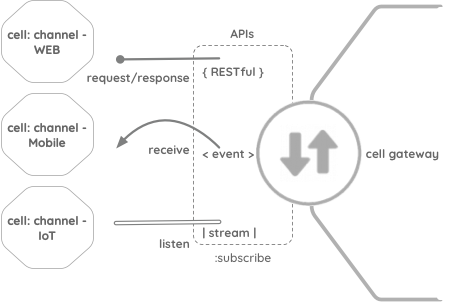 cell: channel -
WEB
APIs
{ RESTful }
request/response
cell: channel -
Mobile
receive
< event >
cell gateway
cell: channel -
IoT
| stream |
listen
:subscribe